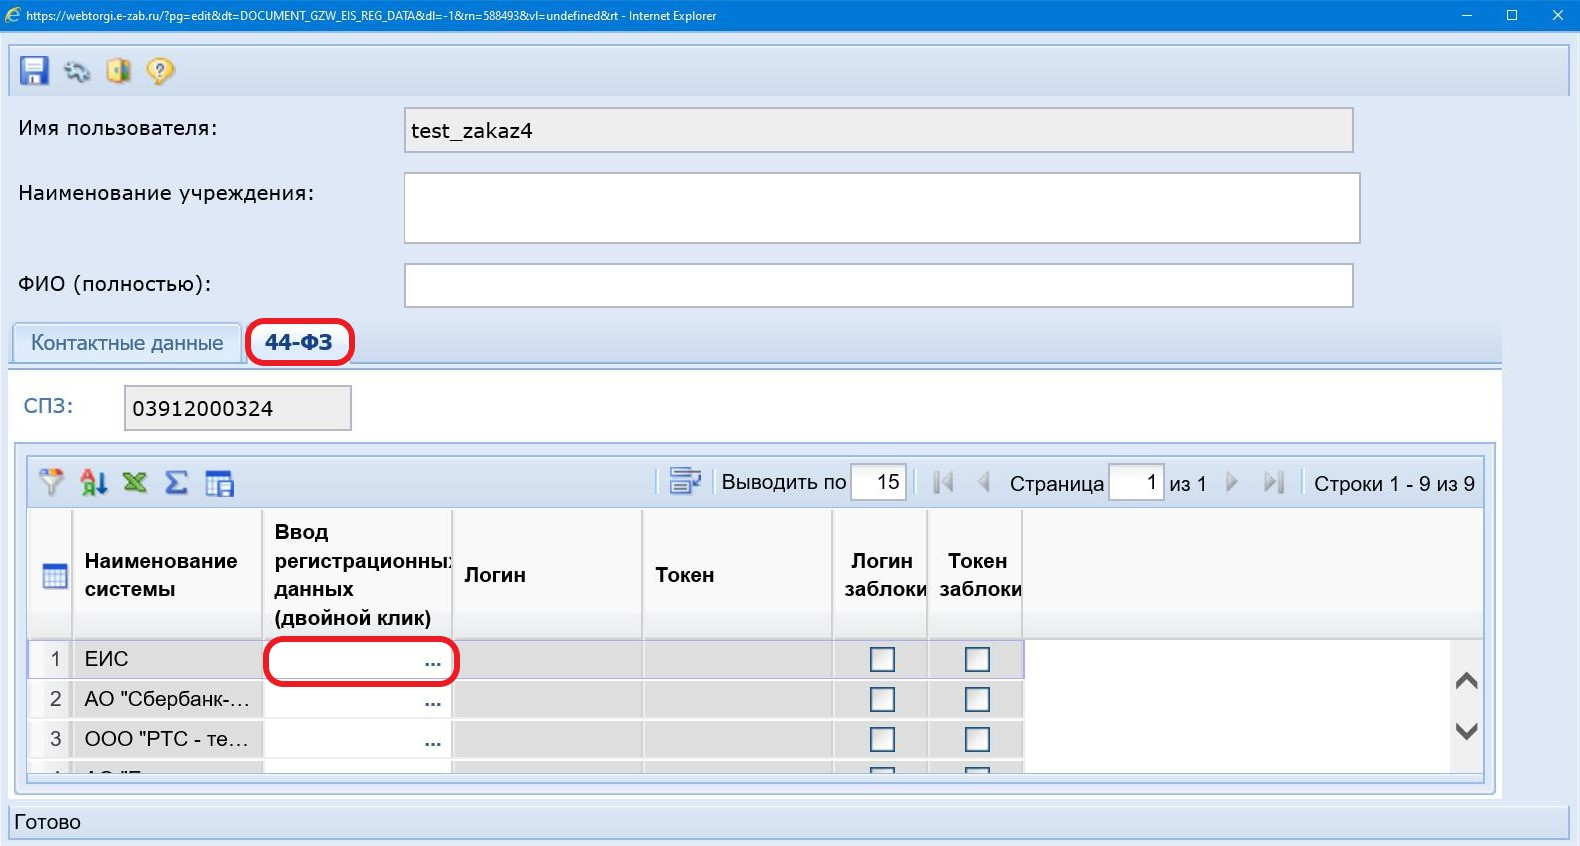 https://webtorgi.e-zab.ru/?pg=edit&dt=DOCUMENT_GZW_EIS_REG_DATA&dl=-1&rn=588493&vl=undefined&rt - Internet Explorer
Имя пользователя: test_zakaz4
Наименование учреждения:
ФИО (полностью):
Контактные данные 44-ФЗ
СПЗ: 03912000324
Выводить по 15 Страница 1 из 1 Строки 1 - 9 из 9
Наименование системы
Ввод регистрационны данных (двойной клик)
Логин
Токен
Логин заблоки
Токен заблоки
1 ЕИС ...
2 АО "Сбербанк-... ...
3 ООО "РТС - те... ...
Готово